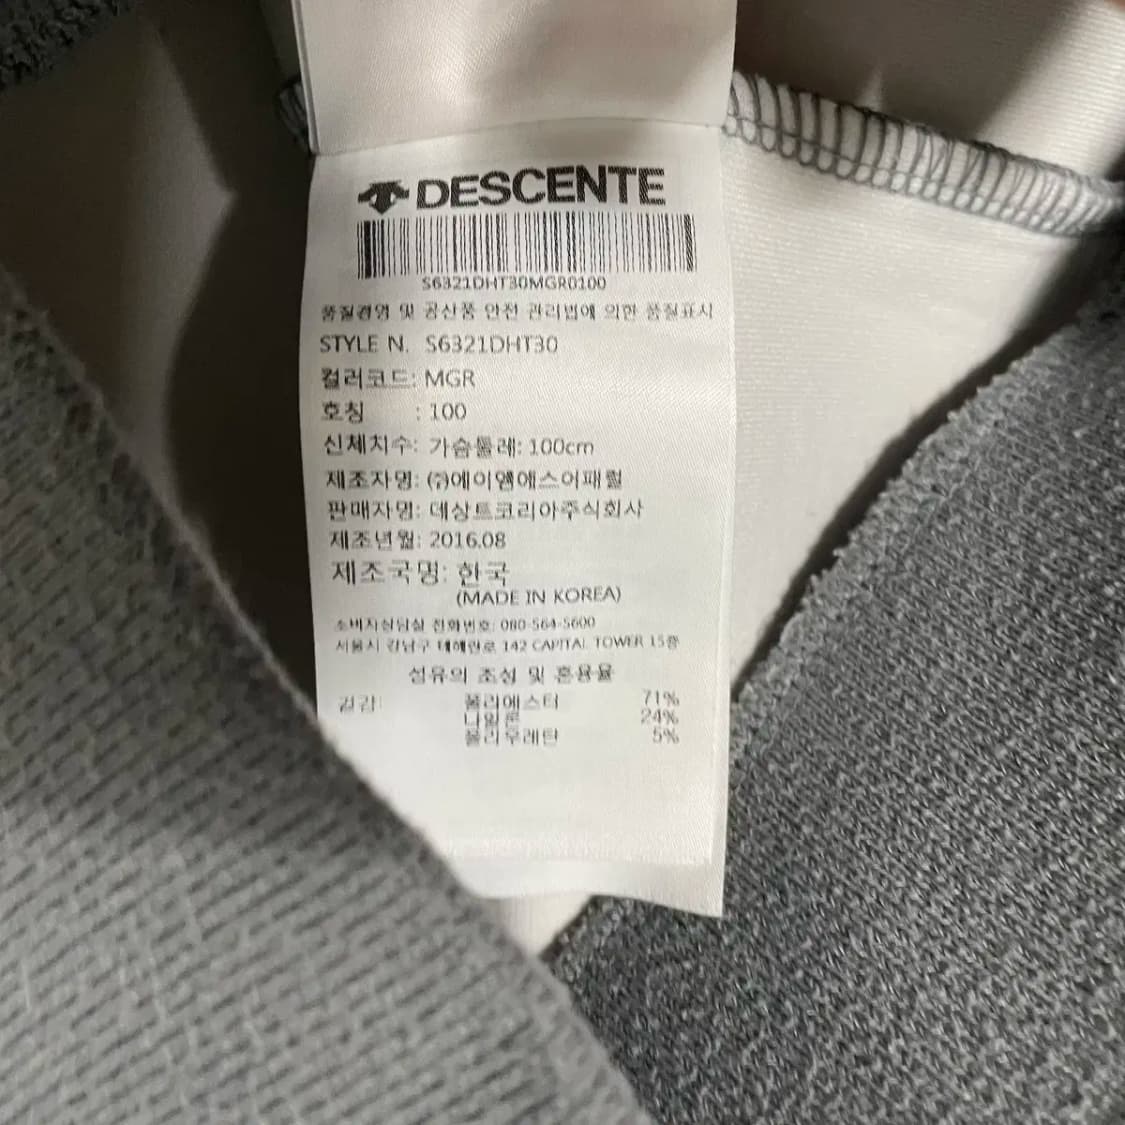 DESCENTE
S6321DHT30MGR0100
품질경영 및 공산품 안전 관리법에 의한 품질표시
STYLE N. S6321DHT30
컬러코드: MGR
호칭 : 100
신체치수: 가슴둘레: 100cm
제조자명: (주)에이엠에스어패럴
판매자명: 데상트코리아주식회사
제조년월: 2016.08
제조국명: 한국
(MADE IN KOREA)
소비자상담실 전화번호: 080-564-5600
서울시 강남구 테헤란로 142 CAPITAL TOWER 15층
섬유의 조성 및 혼용율
겉감: 폴리에스터 71%
나일론 24%
폴리우레탄 5%